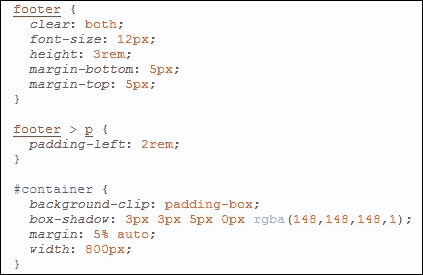 footer {
clear: both;
font-size: 12px;
height: 3rem;
margin-bottom: 5px;
margin-top: 5px;
}
footer > p {
padding-left: 2rem;
}
#container {
background-clip: padding-box;
box-shadow: 3px 3px 5px 0px rgba(148,148,148,1);
margin: 5% auto;
width: 800px;
}